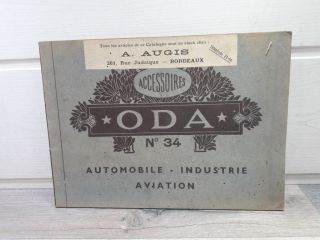 Tous les articles de ce Catalogue sont en stock chez :
A. AUGIS
201, Rue Judaïque - BORDEAUX
ACCESSOIRES
ODA
N° 34
AUTOMOBILE - INDUSTRIE
AVIATION